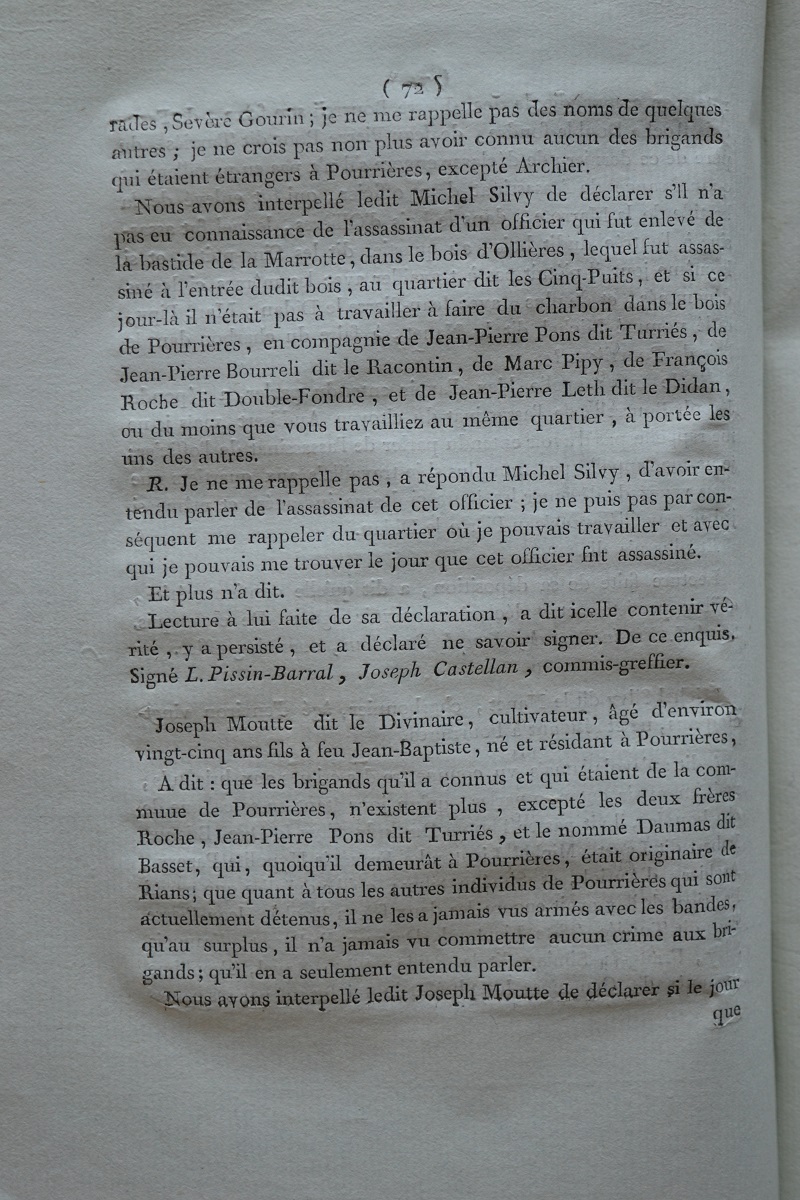 ( 72 )
rades , Sevère Gourin ; je ne me rappelle pas des noms de quelques
autres ; je ne crois pas non plus avoir connu aucun des brigands
qui étaient étrangers à Pourrières, excepté Archier.
Nous avons interpellé ledit Michel Silvy de déclarer s'il n'a
pas eu connaissance de l'assassinat d'un officier qui fut enlevé de
la bastide de la Marrotte, dans le bois d'Ollières , lequel fut assas-
siné à l'entrée dudit bois , au quartier dit les Cinq-Puits , et si ce
jour-là il n'était pas à travailler à faire du charbon dans le bois
de Pourrières , en compagnie de Jean-Pierre Pons dit Turriés , de
Jean-Pierre Bourreli dit le Racontin , de Marc Pipy , de François
Roche dit Double-Fondre , et de Jean-Pierre Leth dit le Didan ,
ou du moins que vous travailliez au même quartier , à portée les
uns des autres.
R. Je ne me rappelle pas , a répondu Michel Silvy , d'avoir en-
tendu parler de l'assassinat de cet officier ; je ne puis pas par con-
séquent me rappeler du quartier où je pouvais travailler et avec
qui je pouvais me trouver le jour que cet officier fnt assassiné.
Et plus n'a dit.
Lecture à lui faite de sa déclaration , a dit icelle contenir vé-
rité , y a persisté , et a déclaré ne savoir signer. De ce enquis.
Signé L. Pissin-Barral , Joseph Castellan , commis-greffier.
Joseph Moutte dit le Divinaire, cultivateur , âgé d'environ
vingt-cinq ans fils à feu Jean-Baptiste , né et résidant à Pourrières ,
A dit : que les brigands qu'il a connus et qui étaient de la com-
muue de Pourrières , n'existent plus , excepté les deux frères
Roche , Jean-Pierre Pons dit Turriés , et le nommé Daumas dit
Basset, qui, quoiqu'il demeurât à Pourrières, était originaire de
Rians; que quant à tous les autres individus de Pourrières qui sont
actuellement détenus, il ne les a jamais vus armés avec les bandes,
qu'au surplus , il n'a jamais vu commettre aucun crime aux bri-
gands ; qu'il en a seulement entendu parler.
Nous avons interpellé ledit Joseph Moutte de déclarer si le jour
que